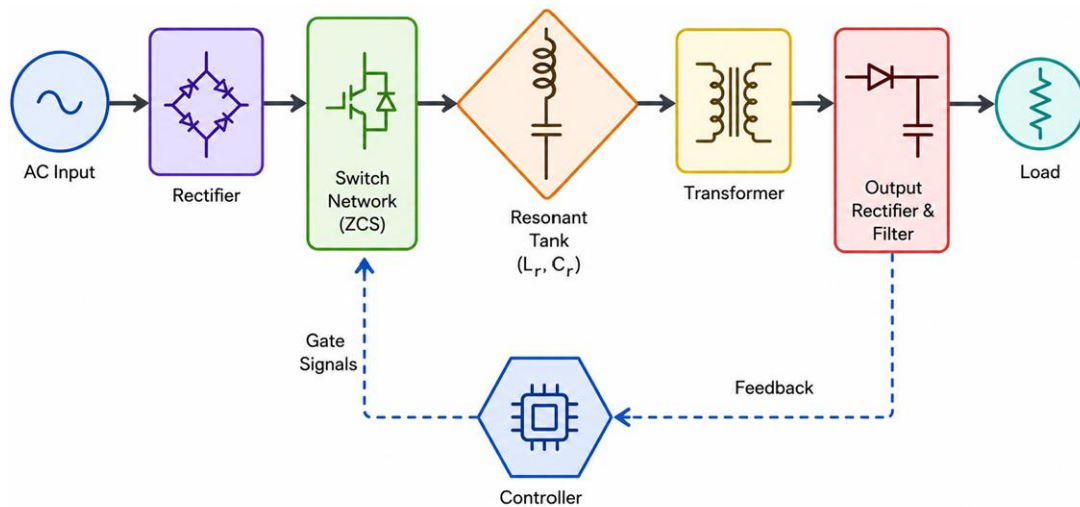 AC Input
Rectifier
Switch
Network
(ZCS)
Resonant
Tank
(Lᵣ, Cᵣ)
Transformer
Output
Rectifier &
Filter
Load
Gate
Signals
Feedback
Controller